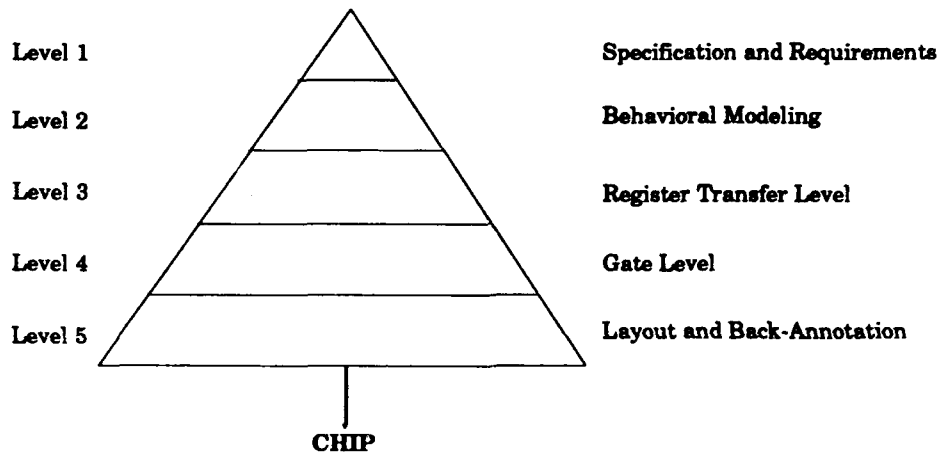 Level 1
Specification and Requirements
Level 2
Behavioral Modeling
Level 3
Register Transfer Level
Level 4
Gate Level
Level 5
Layout and Back-Annotation
CHIP